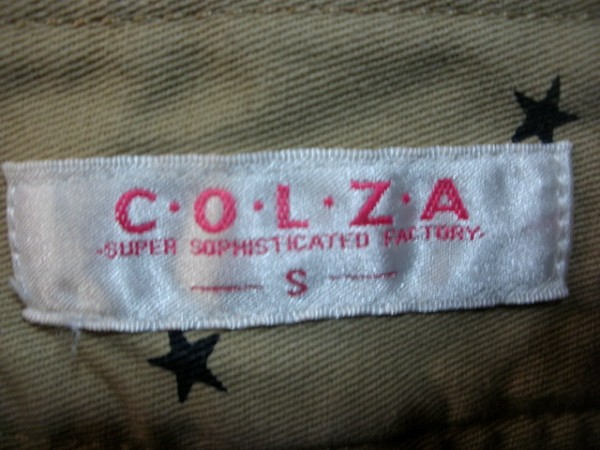 C·O·L·Z·A
-SUPER SOPHISTICATED FACTORY-
S